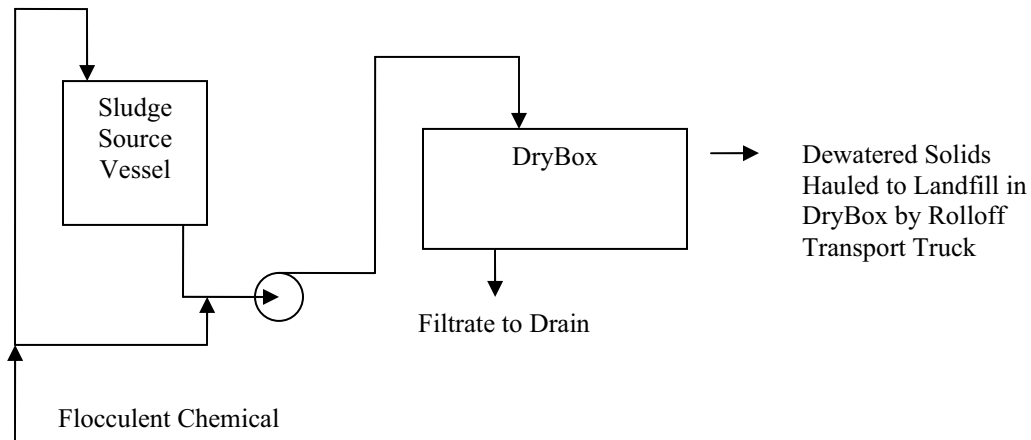 Sludge
Source
Vessel
DryBox
Dewatered Solids
Hauled to Landfill in
DryBox by Rolloff
Transport Truck
Filtrate to Drain
Flocculent Chemical